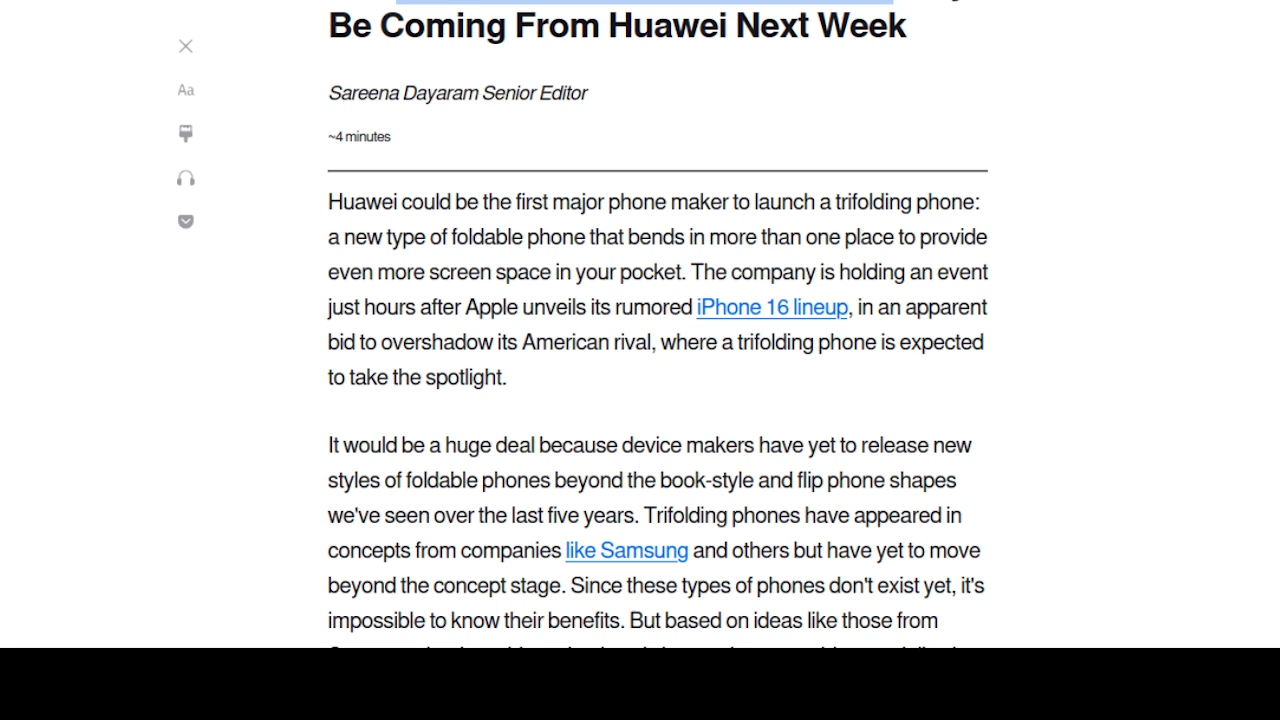 Be Coming From Huawei Next Week
Sareena Dayaram Senior Editor
~4 minutes
Aa
Huawei could be the first major phone maker to launch a trifolding phone:
a new type of foldable phone that bends in more than one place to provide
even more screen space in your pocket. The company is holding an event
just hours after Apple unveils its rumored iPhone 16 lineup, in an apparent
bid to overshadow its American rival, where a trifolding phone is expected
to take the spotlight.
It would be a huge deal because device makers have yet to release new
styles of foldable phones beyond the book-style and flip phone shapes
we've seen over the last five years. Trifolding phones have appeared in
concepts from companies like Samsung and others but have yet to move
beyond the concept stage. Since these types of phones don't exist yet, it's
impossible to know their benefits. But based on ideas like those from